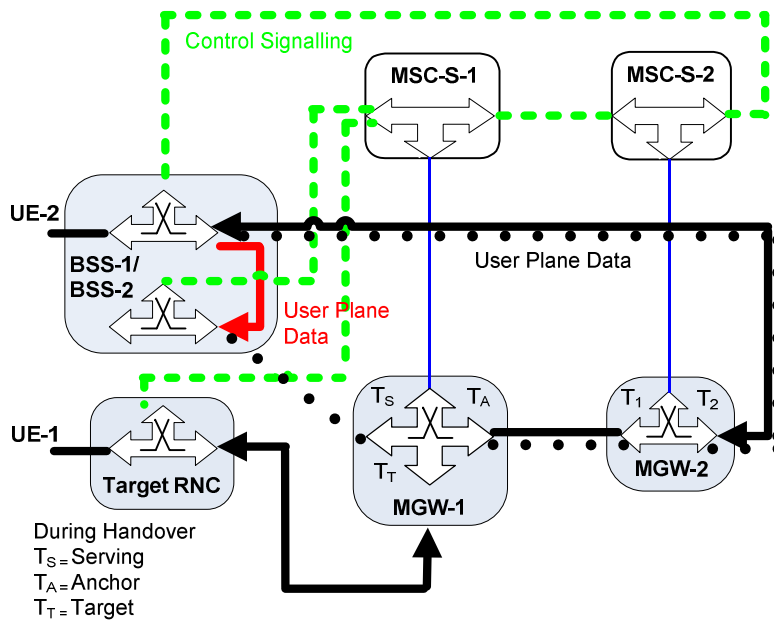 Control Signalling
MSC-S-1
MSC-S-2
UE-2
BSS-1/
BSS-2
User Plane Data
User Plane
Data
TS
TA
TT
MGW-1
T1
T2
MGW-2
UE-1
Target RNC
During Handover
TS = Serving
TA = Anchor
TT = Target